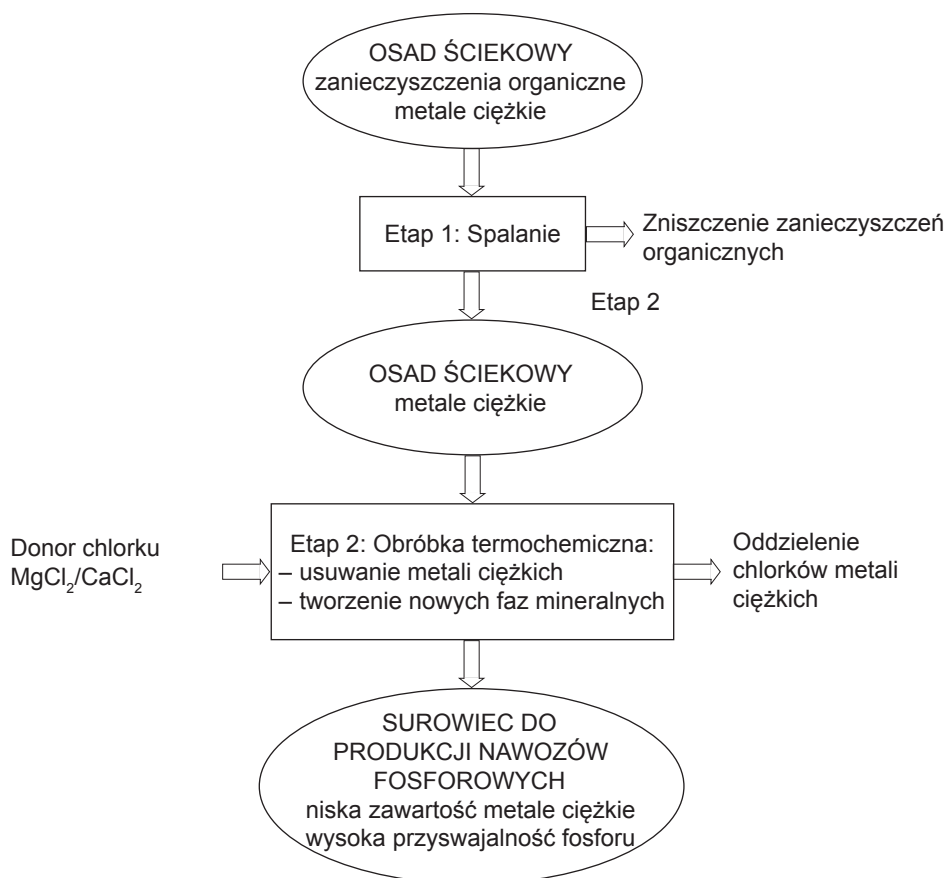 OSAD ŚCIEKOWY
zanieczyszczenia organiczne
metale ciężkie
Etap 1: Spalanie
Zniszczenie zanieczyszczeń
organicznych
Etap 2
OSAD ŚCIEKOWY
metale ciężkie
Donor chlorku
MgCl₂/CaCl₂
Etap 2: Obróbka termochemiczna:
– usuwanie metali ciężkich
– tworzenie nowych faz mineralnych
Oddzielenie
chlorków metali
ciężkich
SUROWIEC DO
PRODUKCJI NAWOZÓW
FOSFOROWYCH
niska zawartość metale ciężkie
wysoka przyswajalność fosforu